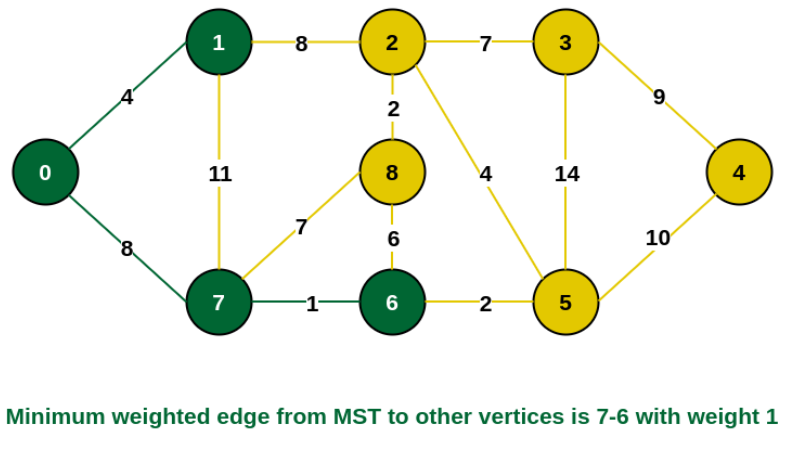 1 8 2 7 3
4 9
2
0 11 8 4 14 4
7
8 6 10
7 1 6 2 5
Minimum weighted edge from MST to other vertices is 7-6 with weight 1